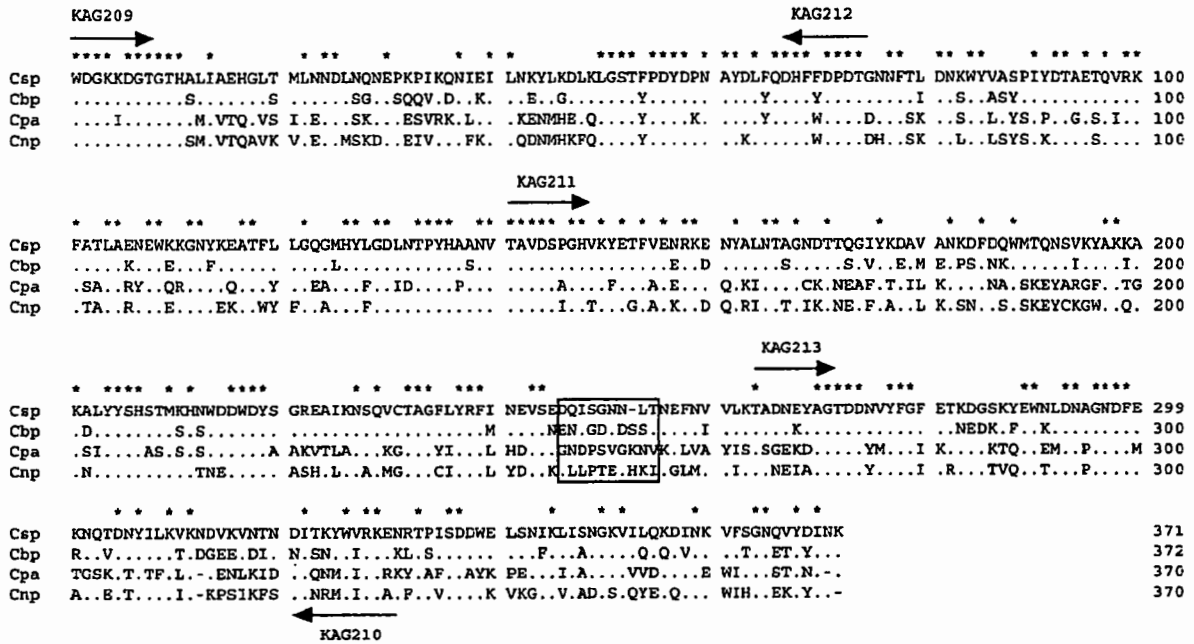 KAG209 KAG212
**** ***** * * ** * * * **** ** * **** * * ** * * * * **
Csp WDGKKDGTGTHALIAEHGLT MLNNDLNQNEPKPIKQNIEI LNKYLKDLKLGSTFPDYDPN AYDLFQDHFFDPDTGNNFTL DNKWYVASPIYDTAETQVRK 100
Cbp ..........S........S ......SG..SQQV.D..K. ..E..G........Y..... .....Y....Y........I ..S..ASY............ 100
Cpa ....I.......M.VTQ.VS I.E...SK...ESVRK.L.. .KENMHE.Q.....Y...K. .....Y....W....D..SK ..S..L.YS.P..G.S.I.. 100
Cnp ..........SM.VTQAVKK V.E..MSKD..EIV...FK. .QDNMHKFQ.....Y..... ...K......W....DH..SK ..L..LSYS.K....S.... 100
KAG211
Csp FATLAENEWKKGNYKEATFL LGQGMHYLGDLNTPYHAANV TAVDSPGHVKYETFVENRKE NYALNTAGNDTTQGIYKDAV ANKDFDQWMTQNSVKYAKKA 200
Cbp ....K...E...F....... ....L...........S... ...............E..D ......S......S.V..E.M E.PS.NK......I....I. 200
Cpa .SA..RY..QR....Q...Y ..EA...F..ID...P.... ......A...F..A.E.... Q.KI....CK.NEAF.T.ILK ....NA.SKEYARGF..TG 200
Cnp .TA..R...E....EK..WY F..A...F............ ......I..T...G.A.K..D Q.RI..T.IK.NE.F.A..L K.SN..S.SKEYCKGW..Q. 200
KAG213
Csp KALYYSHSTMKHNWDDWDYS GREAIKNSQVCTAGFLYRFI NEVSEDQISGNN-LTNEFNV VLKTADNEYAGTDDNVYFGF ETKDGSKYEWNLDNAGNDFE 299
Cbp .D.......S.S........ ..................M. ....NEN.GD.DSS....I ....K............... ...NEDK.F..K........ 300
Cpa .SI...AS.S.S.......A AKVTLA...KG...YI..L HD...GNDPSVGKNVK.LVA YIS.SGEKD.....YM...I K....KTQ..EM..P....M 300
Cnp .N........TNE....... ASH.L..A.MG...CI...L YD..K.LLPTE.HKI.GLM. .I...NEIA.....Y....I .R...TVQ..T...P..... 300
Csp KNQTDNYILKVKNDVKVNTN DITKYWVRKENRTPISDDWE LSNIKLISNGKVILQKDINK VFSGNQVYDINK 371
Cbp R..V......T.DGEE.DI. N.SN..I...KL.S...... ...F..A....Q.Q.V... ..T..ET.Y... 372
Cpa TGSK.T.TF.L.-.ENLKID ..QNM.I..RKY.AF..AYK PE...I.A....VVD....E WI...ST.N.-. 370
Cnp A..E.T....I.-KPSIKFS ..NRM.I..A.F..V....K VKG..V.AD.S.QYE.Q... WIH..EK.Y..- 370
KAG210